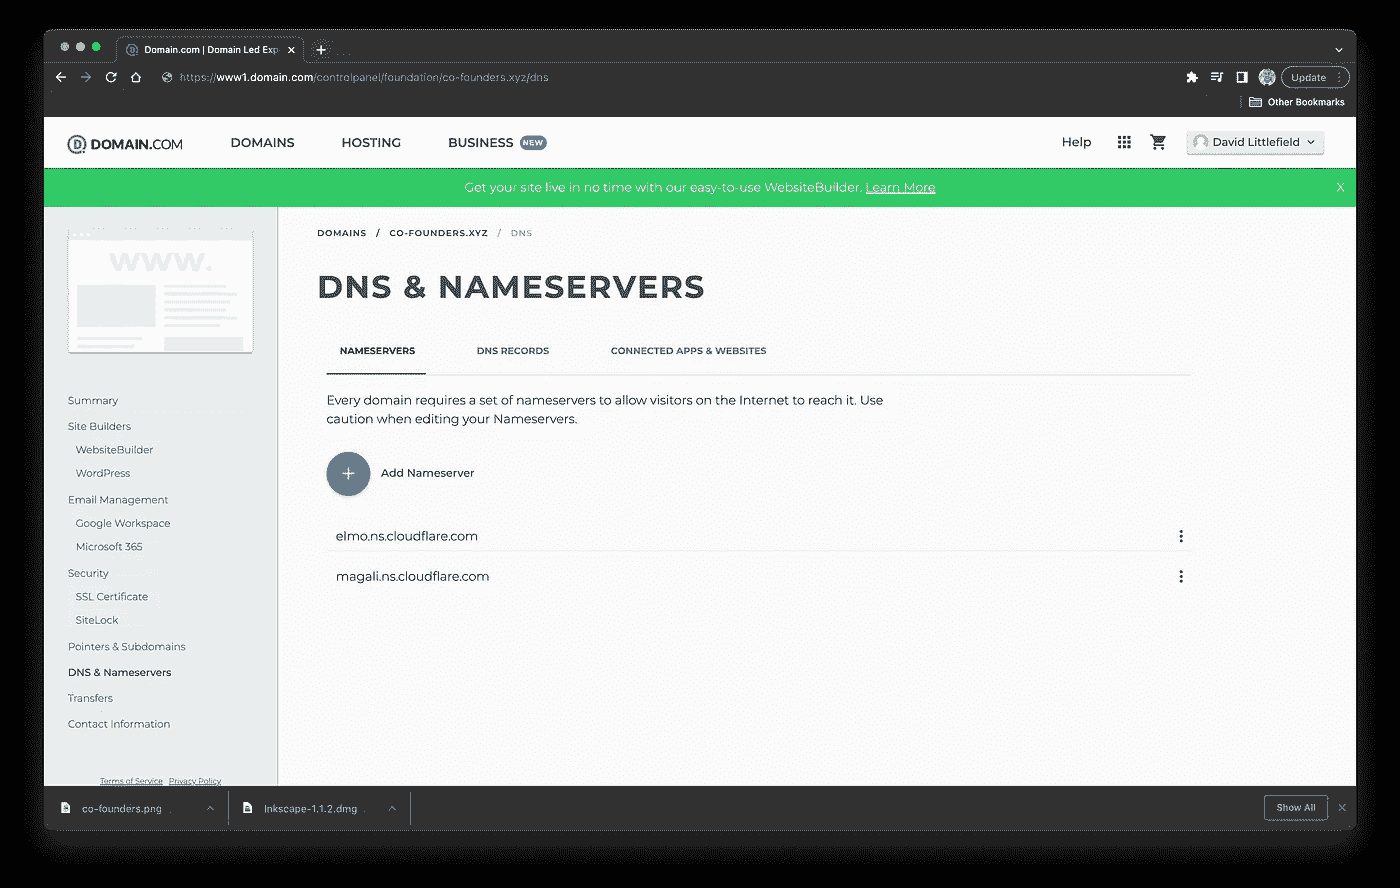 Domain.com | Domain Led Exp
https://www1.domain.com/controlpanel/foundation/co-founders.xyz/dns
Update
Other Bookmarks
DOMAIN.COM
DOMAINS
HOSTING
BUSINESS NEW
Help
David Littlefield
Get your site live in no time with our easy-to-use WebsiteBuilder. Learn More
X
www.
Summary
Site Builders
WebsiteBuilder
WordPress
Email Management
Google Workspace
Microsoft 365
Security
SSL Certificate
SiteLock
Pointers & Subdomains
DNS & Nameservers
Transfers
Contact Information
Terms of Service Privacy Policy
DOMAINS / CO-FOUNDERS.XYZ / DNS
DNS & NAMESERVERS
NAMESERVERS
DNS RECORDS
CONNECTED APPS & WEBSITES
Every domain requires a set of nameservers to allow visitors on the Internet to reach it. Use
caution when editing your Nameservers.
Add Nameserver
elmo.ns.cloudflare.com
magali.ns.cloudflare.com
co-founders.png
Inkscape-1.1.2.dmg
Show All